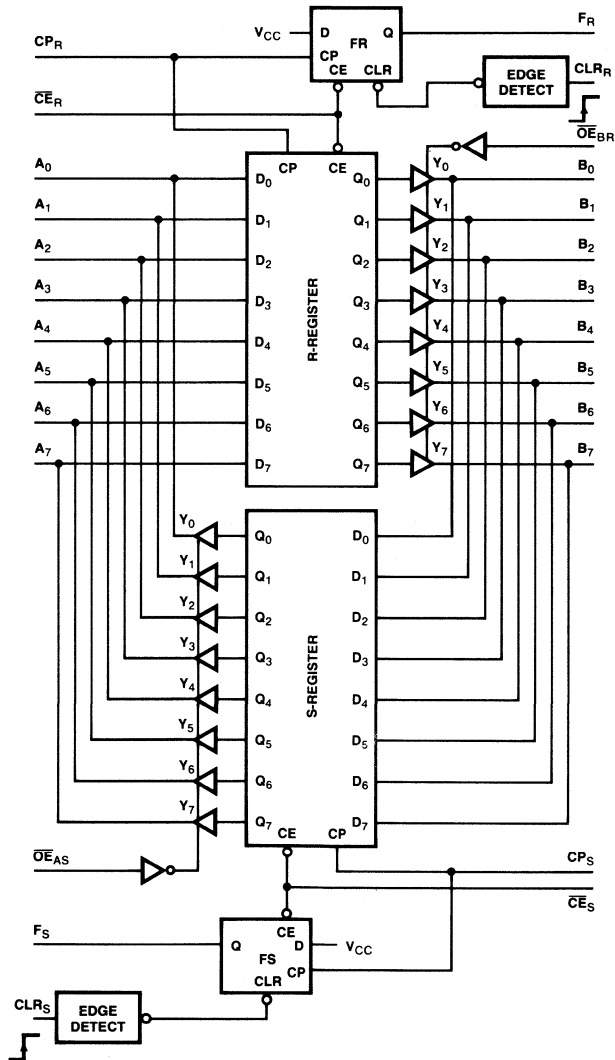 V_CC D FR Q F_R
CP_R CP
CE CLR CLR_R
EDGE
DETECT
C̅E̅_R
O̅E̅_BR
CP CE
A_0 D_0 Q_0 Y_0 B_0
A_1 D_1 Q_1 Y_1 B_1
A_2 D_2 Q_2 Y_2 B_2
A_3 D_3 Q_3 Y_3 B_3
R-REGISTER
A_4 D_4 Q_4 Y_4 B_4
A_5 D_5 Q_5 Y_5 B_5
A_6 D_6 Q_6 Y_6 B_6
A_7 D_7 Q_7 Y_7 B_7
Y_0 Q_0 D_0
Y_1 Q_1 D_1
Y_2 Q_2 D_2
Y_3 Q_3 D_3
S-REGISTER
Y_4 Q_4 D_4
Y_5 Q_5 D_5
Y_6 Q_6 D_6
Y_7 Q_7 D_7
CE CP
O̅E̅_AS CP_S
C̅E̅_S
CE
F_S Q D V_CC
FS CP
CLR
CLR_S EDGE
DETECT